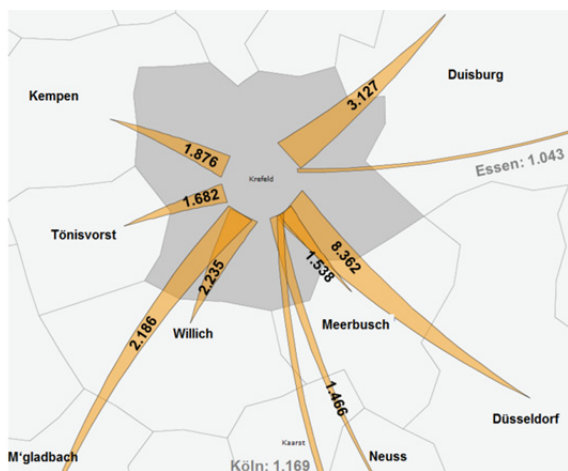 Duisburg
Kempen
3.127
1.876
Essen: 1.043
Krefeld
1.682
Tönisvorst
8.362
2.235
1.538
Meerbusch
Willich
2.186
1.466
Düsseldorf
Kaarst
M'gladbach
Köln: 1.169
Neuss